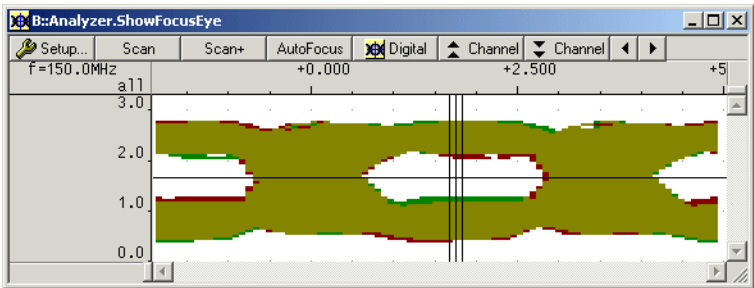 B::Analyzer.ShowFocusEye
Setup... Scan Scan+ AutoFocus Digital Channel Channel
f=150.0MHz +0.000 +2.500 +5
all
3.0
2.0
1.0
0.0